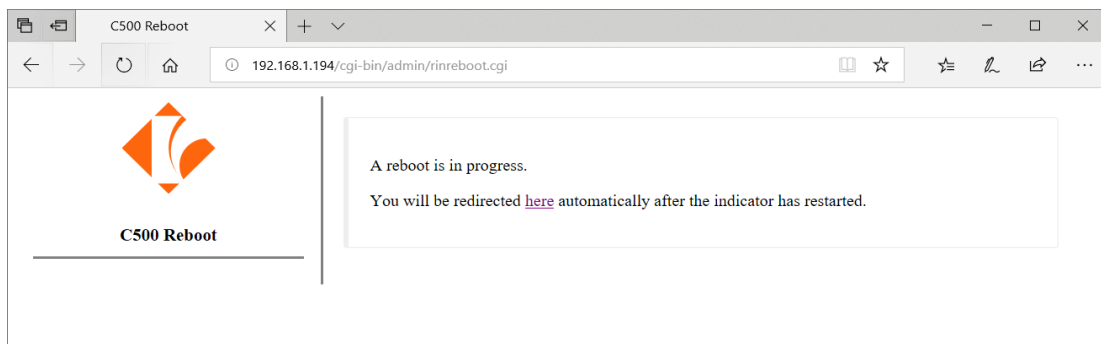 C500 Reboot
192.168.1.194/cgi-bin/admin/rinreboot.cgi
C500 Reboot
A reboot is in progress.
You will be redirected here automatically after the indicator has restarted.